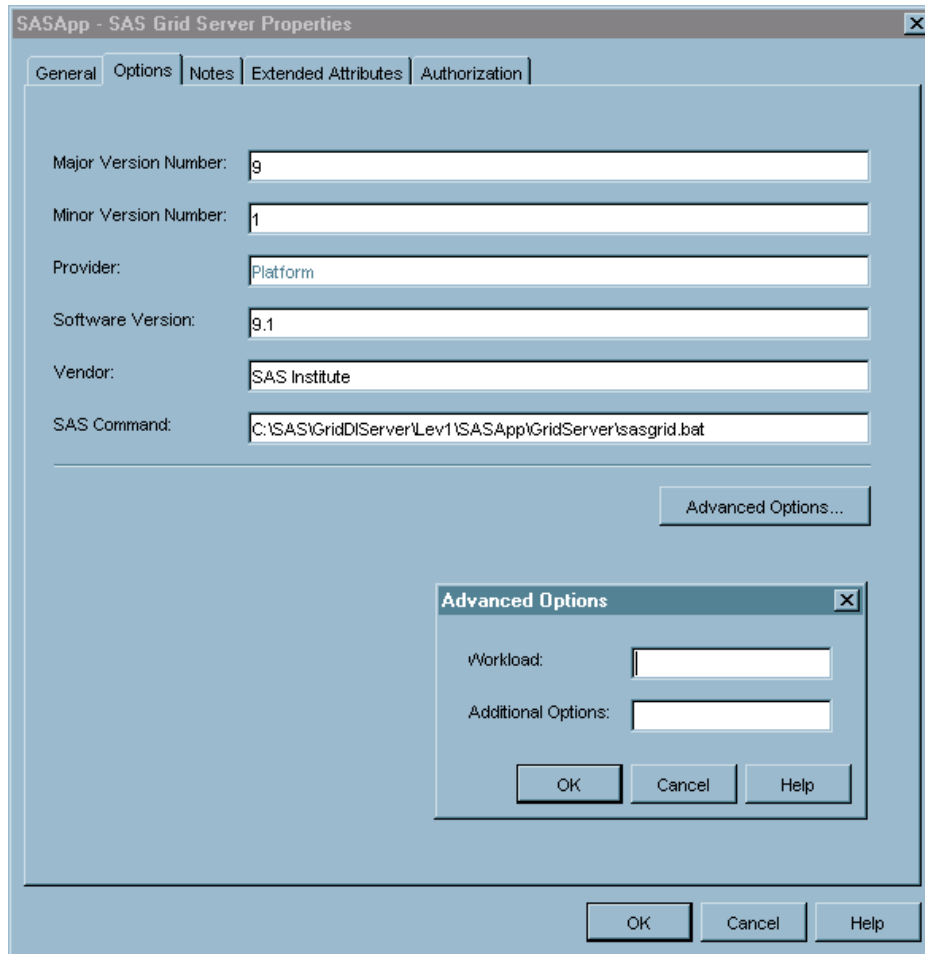 SASApp - SAS Grid Server Properties
General Options Notes Extended Attributes Authorization
Major Version Number: 9
Minor Version Number: 1
Provider: Platform
Software Version: 9.1
Vendor: SAS Institute
SAS Command: C:\SAS\GridDIServer\Lev1\SASApp\GridServer\sasgrid.bat
Advanced Options...
Advanced Options
Workload:
Additional Options:
OK Cancel Help
OK Cancel Help